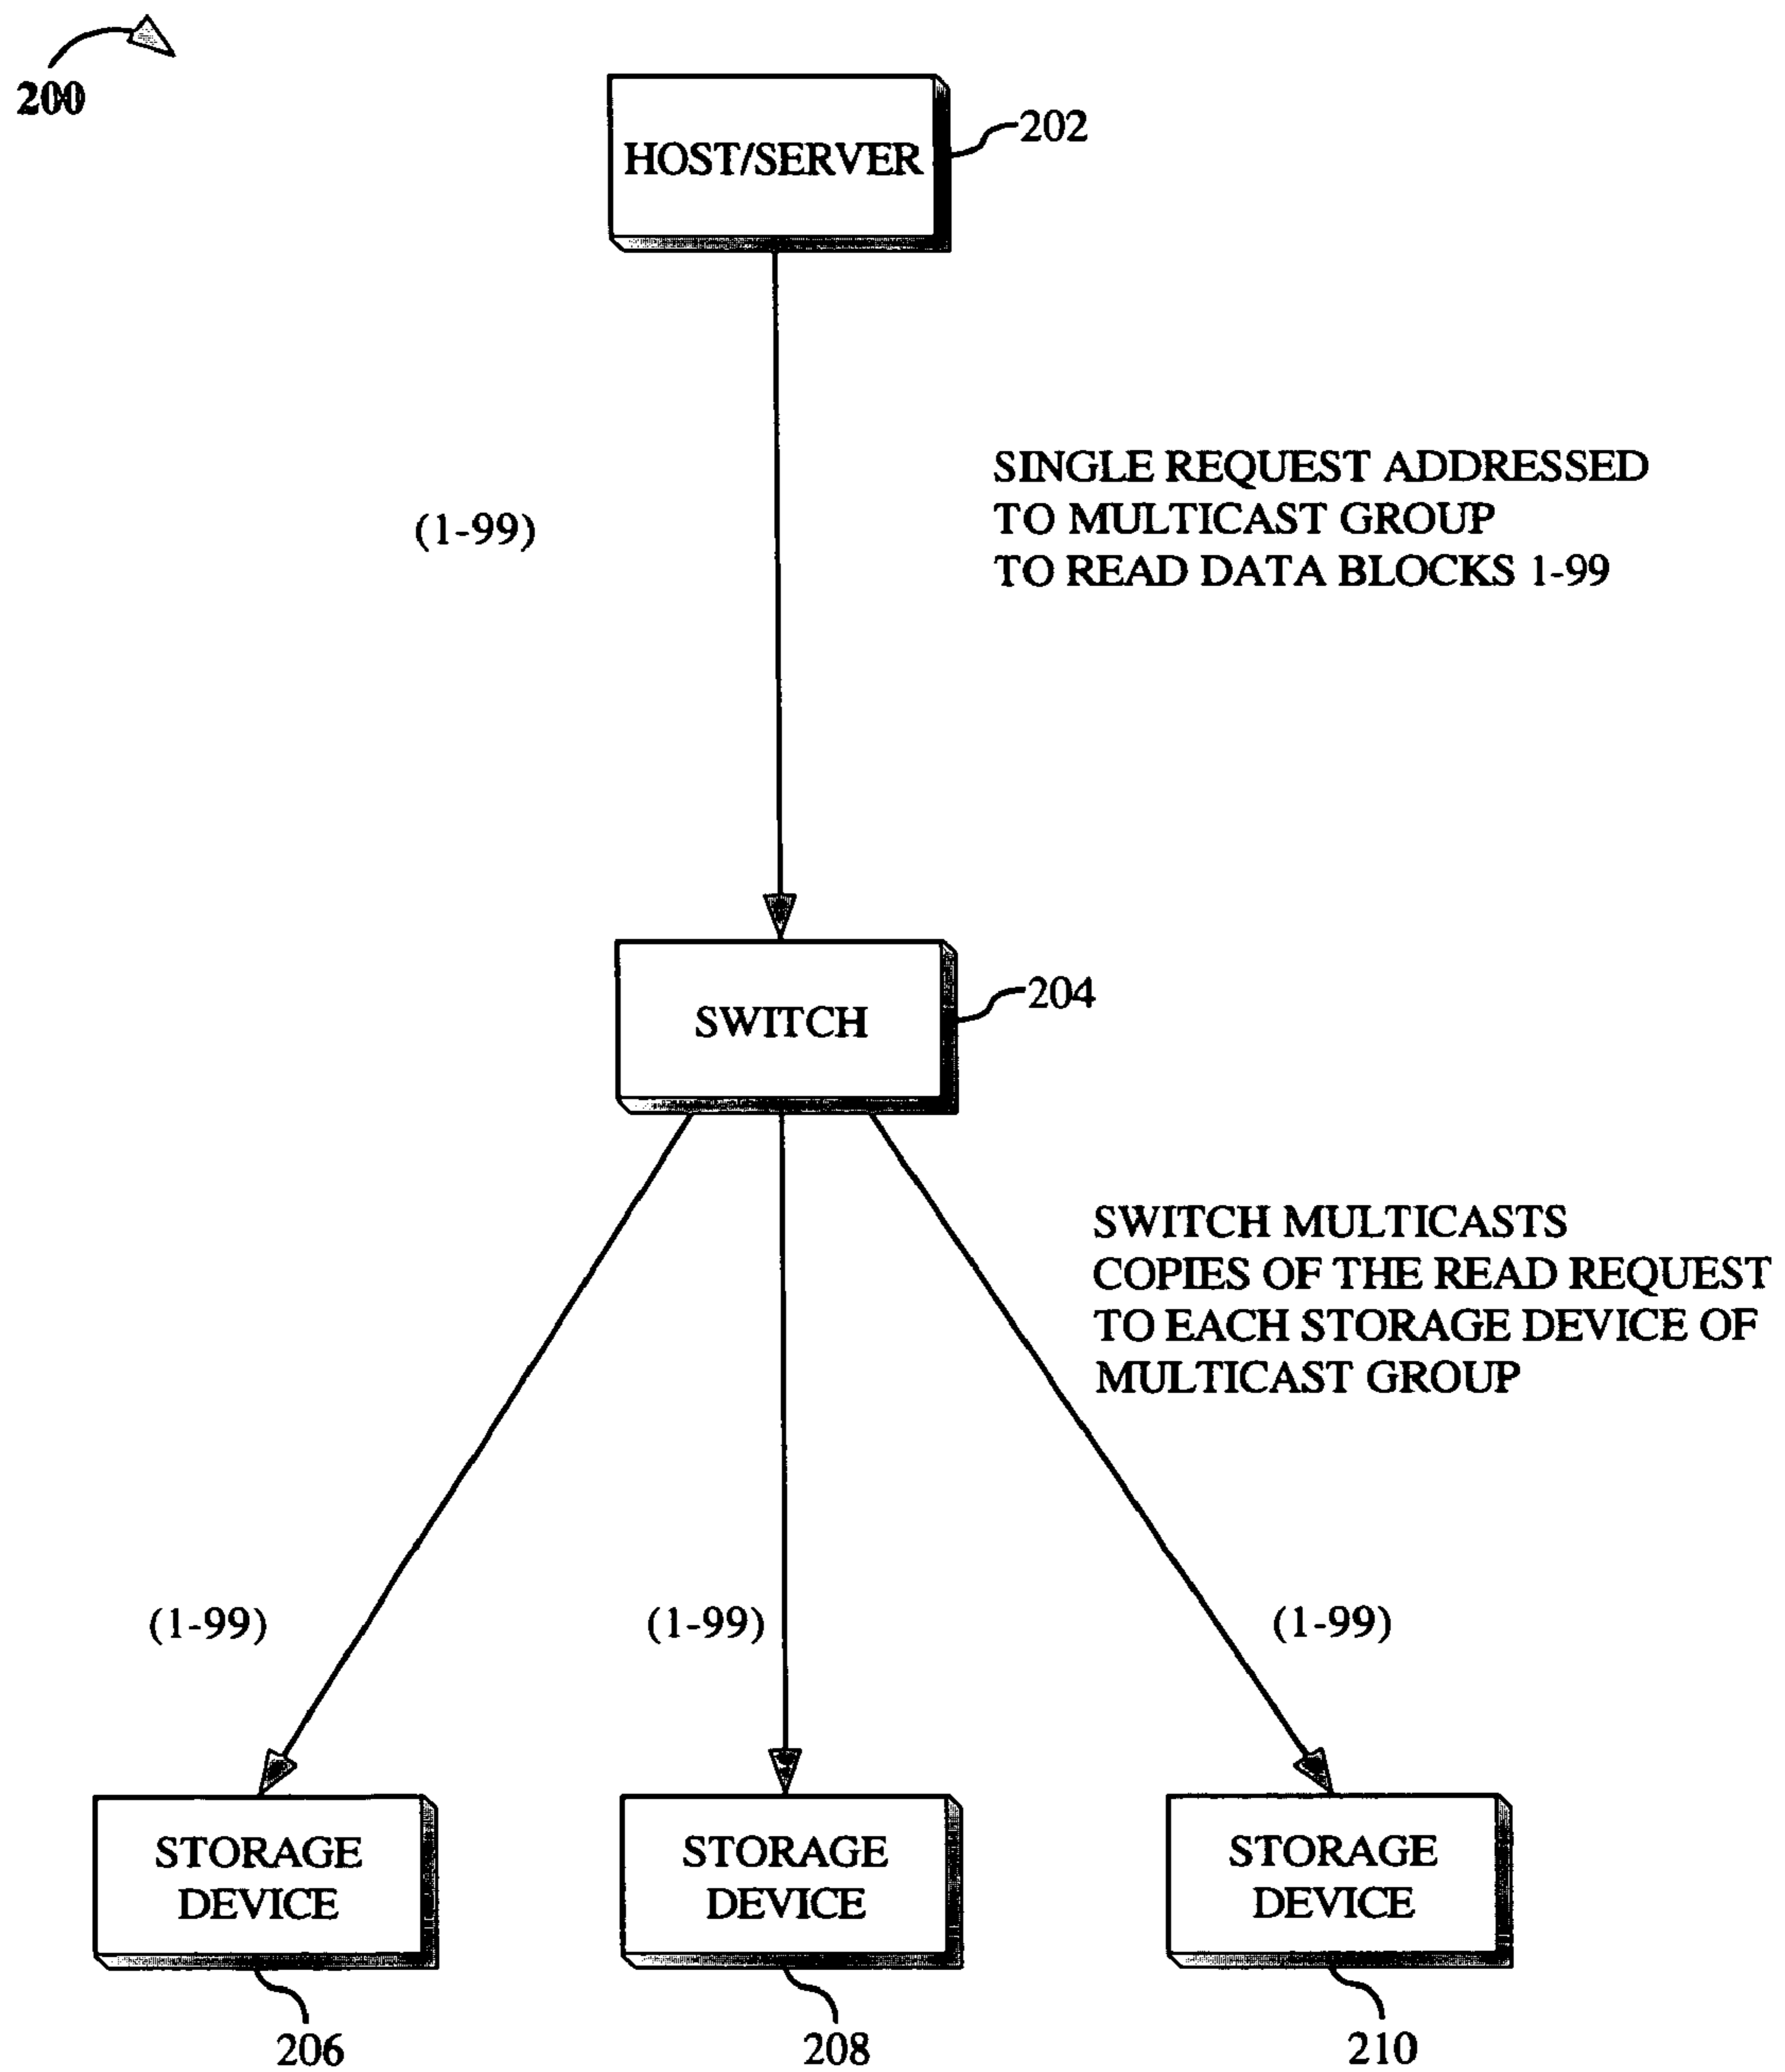 200
HOST/SERVER
202
(1-99)
SINGLE REQUEST ADDRESSED
TO MULTICAST GROUP
TO READ DATA BLOCKS 1-99
SWITCH
204
SWITCH MULTICASTS
COPIES OF THE READ REQUEST
TO EACH STORAGE DEVICE OF
MULTICAST GROUP
(1-99)
(1-99)
(1-99)
STORAGE
DEVICE
STORAGE
DEVICE
STORAGE
DEVICE
206
208
210